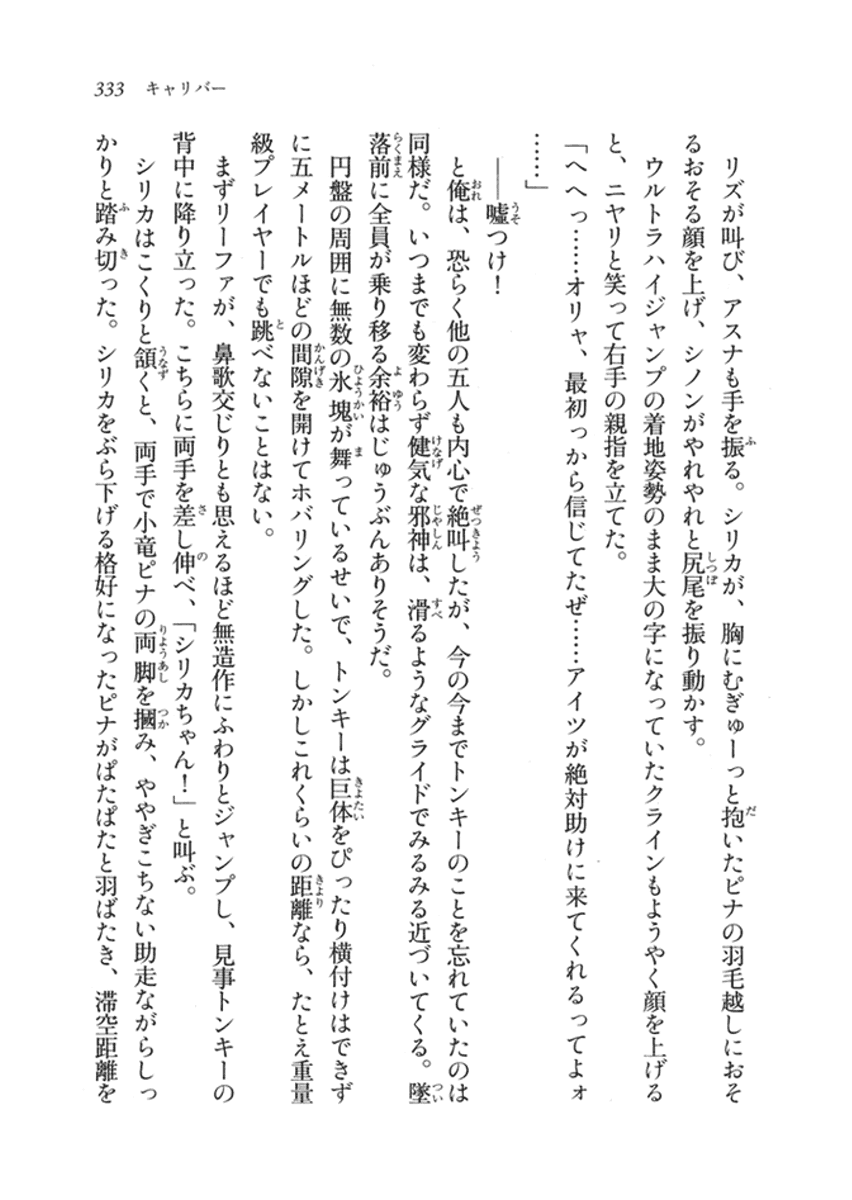 333 キャリバー
リズが叫び、アスナも手を振る。シリカが、胸にむぎゅーっと抱いたピナの羽毛越しにおそ
るおそる顔を上げ、シノンがやれやれと尻尾を振り動かす。
ウルトラハイジャンプの着地姿勢のまま大の字になっていたクラインもようやく顔を上げる
と、ニヤリと笑って右手の親指を立てた。
「へへっ……オリャ、最初っから信じてたぜ……アイツが絶対助けに来てくれるってよォ
……」
――嘘つけ！
と俺は、恐らく他の五人も内心で絶叫したが、今の今までトンキーのことを忘れていたのは
同様だ。いつまでも変わらず健気な邪神は、滑るようなグライドでみるみる近づいてくる。墜
落前に全員が乗り移る余裕はじゅうぶんありそうだ。
円盤の周囲に無数の氷塊が舞っているせいで、トンキーは巨体をぴったり横付けはできず
に五メートルほどの間隙を開けてホバリングした。しかしこれくらいの距離なら、たとえ重量
級プレイヤーでも跳べないことはない。
まずリーファが、鼻歌交じりとも思えるほど無造作にふわりとジャンプし、見事トンキーの
背中に降り立った。こちらに両手を差し伸べ、「シリカちゃん！」と叫ぶ。
シリカはこくりと頷くと、両手で小竜ピナの両脚を摑み、ややぎこちない助走ながらしっ
かりと踏み切った。シリカをぶら下げる格好になったピナがぱたぱたと羽ばたき、滞空距離を